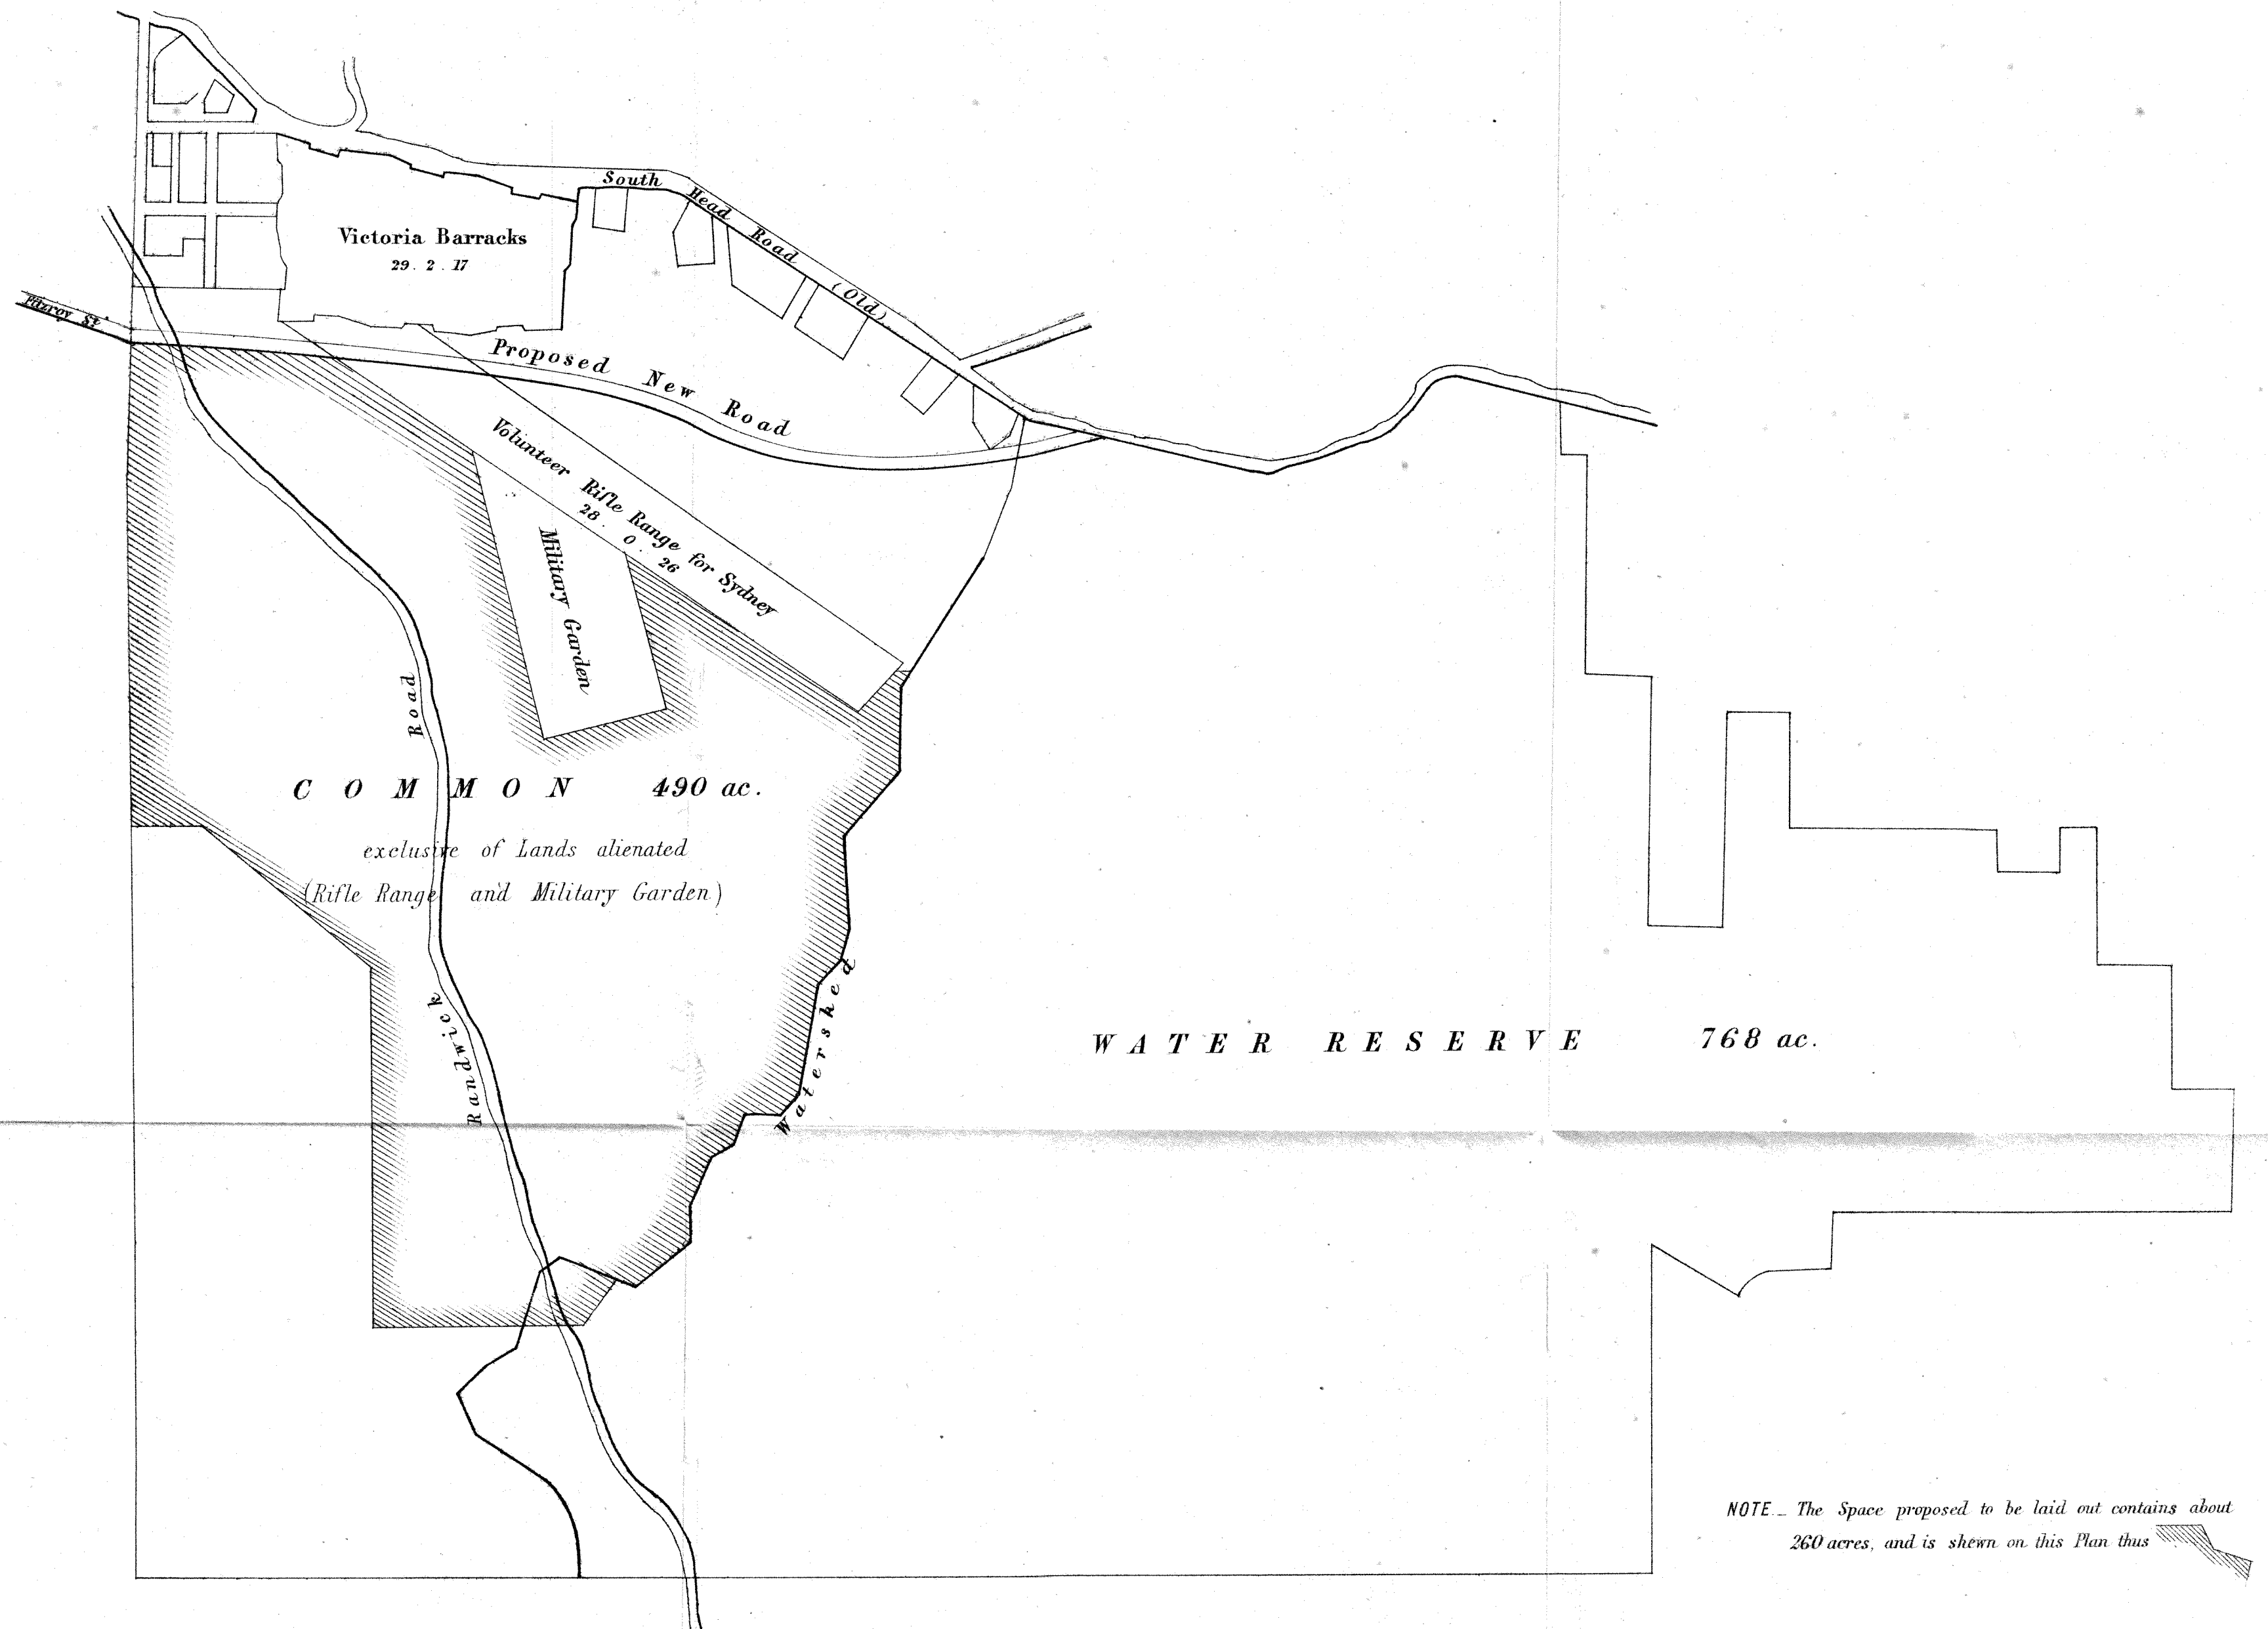 South Head Road (Old)
Victoria Barracks
29. 2. 17
Fitzroy St.
Proposed New Road
Volunteer Rifle Range for Sydney
28. 0. 26
Military Garden
Randwick Road
COMMON 490 ac.
exclusive of Lands alienated
(Rifle Range and Military Garden)
Watershed
WATER RESERVE 768 ac.
NOTE._ The Space proposed to be laid out contains about
260 acres, and is shewn on this Plan thus